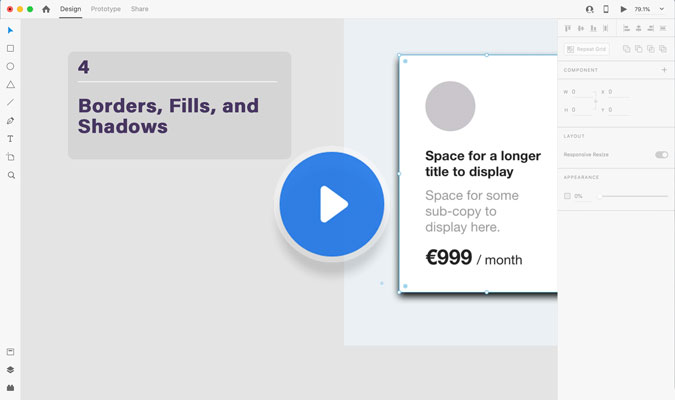 Design Prototype Share
79.1%
4
Borders, Fills, and
Shadows
Space for a longer
title to display
Space for some
sub-copy to
display here.
€999 / month
Repeat Grid
COMPONENT
W 0 X 0
H 0 Y 0
LAYOUT
Responsive Resize
APPEARANCE
0%
T